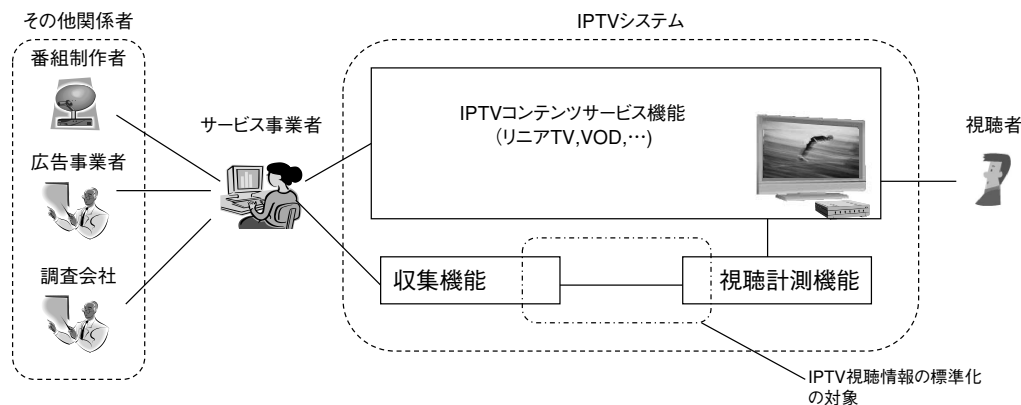 その他関係者
番組制作者
広告事業者
調査会社
サービス事業者
IPTVシステム
IPTVコンテンツサービス機能
（リニアTV,VOD,…)
収集機能
視聴計測機能
視聴者
IPTV視聴情報の標準化
の対象